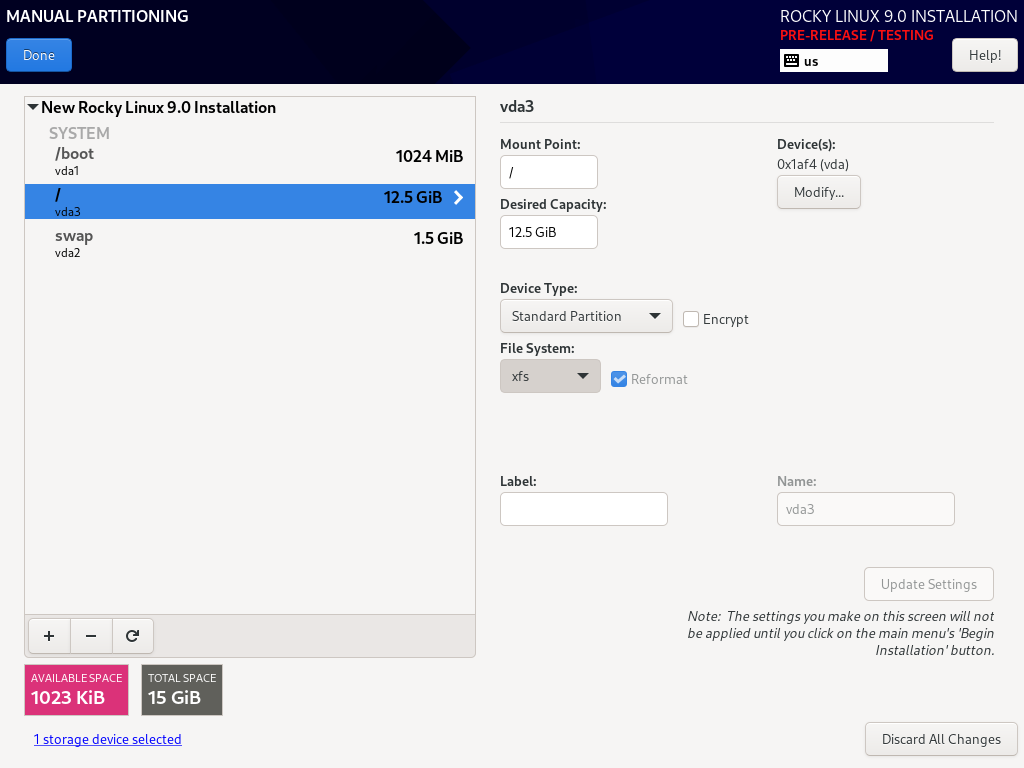 MANUAL PARTITIONING
ROCKY LINUX 9.0 INSTALLATION
PRE-RELEASE / TESTING
Done
us
Help!
New Rocky Linux 9.0 Installation
SYSTEM
/boot
1024 MiB
vda1
/
12.5 GiB
vda3
swap
1.5 GiB
vda2
+
−
AVAILABLE SPACE
1023 KiB
TOTAL SPACE
15 GiB
1 storage device selected
vda3
Mount Point:
/
Device(s):
0x1af4 (vda)
Modify...
Desired Capacity:
12.5 GiB
Device Type:
Standard Partition
Encrypt
File System:
xfs
Reformat
Label:
Name:
vda3
Update Settings
Note: The settings you make on this screen will not
be applied until you click on the main menu's 'Begin
Installation' button.
Discard All Changes